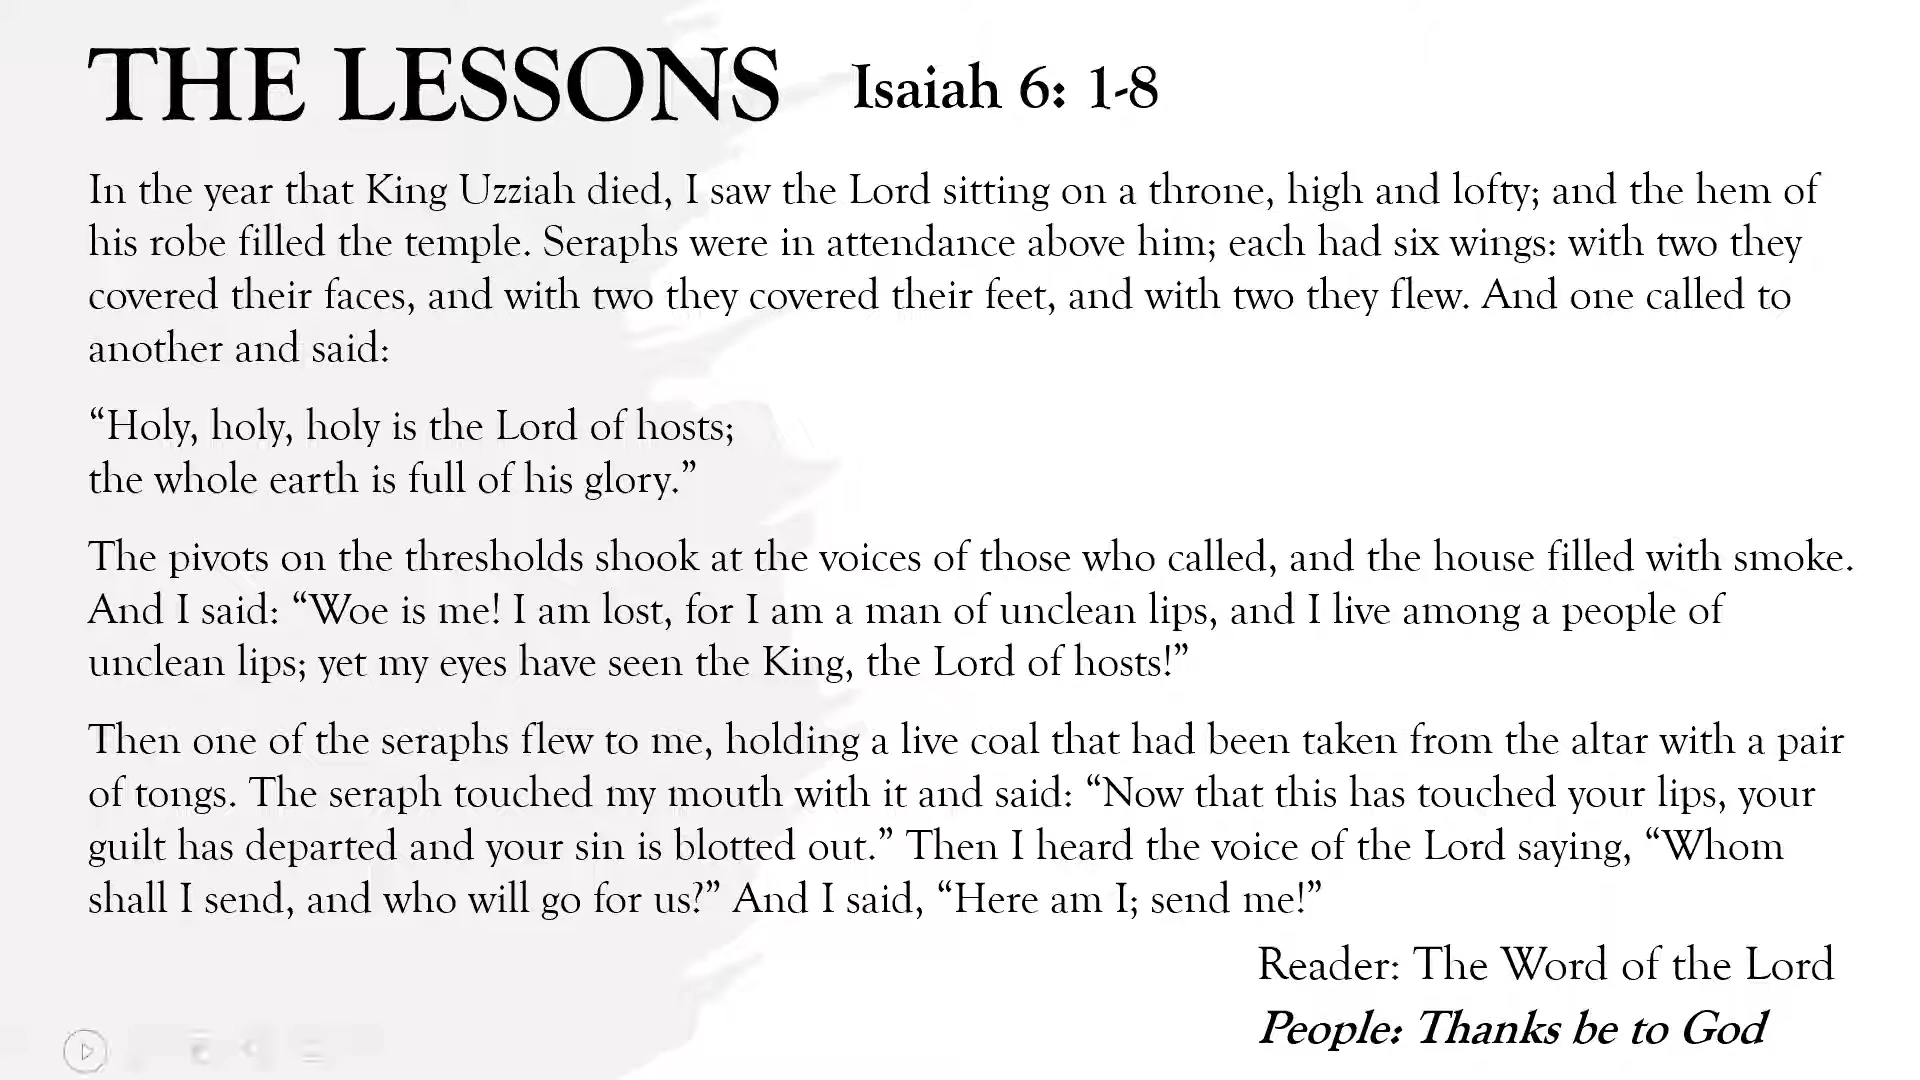 THE LESSONS Isaiah 6: 1-8
In the year that King Uzziah died, I saw the Lord sitting on a throne, high and lofty; and the hem of
his robe filled the temple. Seraphs were in attendance above him; each had six wings: with two they
covered their faces, and with two they covered their feet, and with two they flew. And one called to
another and said:
“Holy, holy, holy is the Lord of hosts;
the whole earth is full of his glory.”
The pivots on the thresholds shook at the voices of those who called, and the house filled with smoke.
And I said: “Woe is me! I am lost, for I am a man of unclean lips, and I live among a people of
unclean lips; yet my eyes have seen the King, the Lord of hosts!”
Then one of the seraphs flew to me, holding a live coal that had been taken from the altar with a pair
of tongs. The seraph touched my mouth with it and said: “Now that this has touched your lips, your
guilt has departed and your sin is blotted out.” Then I heard the voice of the Lord saying, “Whom
shall I send, and who will go for us?” And I said, “Here am I; send me!”
Reader: The Word of the Lord
People: Thanks be to God